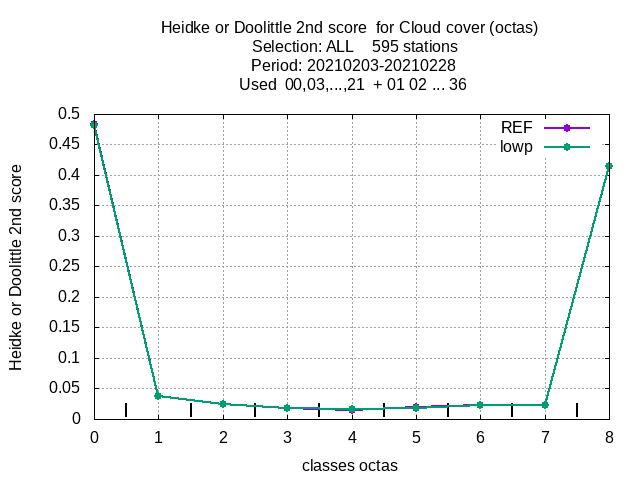 Heidke or Doolittle 2nd score  for Cloud cover (octas)
Selection: ALL    595 stations
Period: 20210203-20210228
Used  00,03,...,21  + 01 02 ... 36
REF
lowp
Heidke or Doolittle 2nd score
0.5
0.45
0.4
0.35
0.3
0.25
0.2
0.15
0.1
0.05
0
0 1 2 3 4 5 6 7 8
classes octas